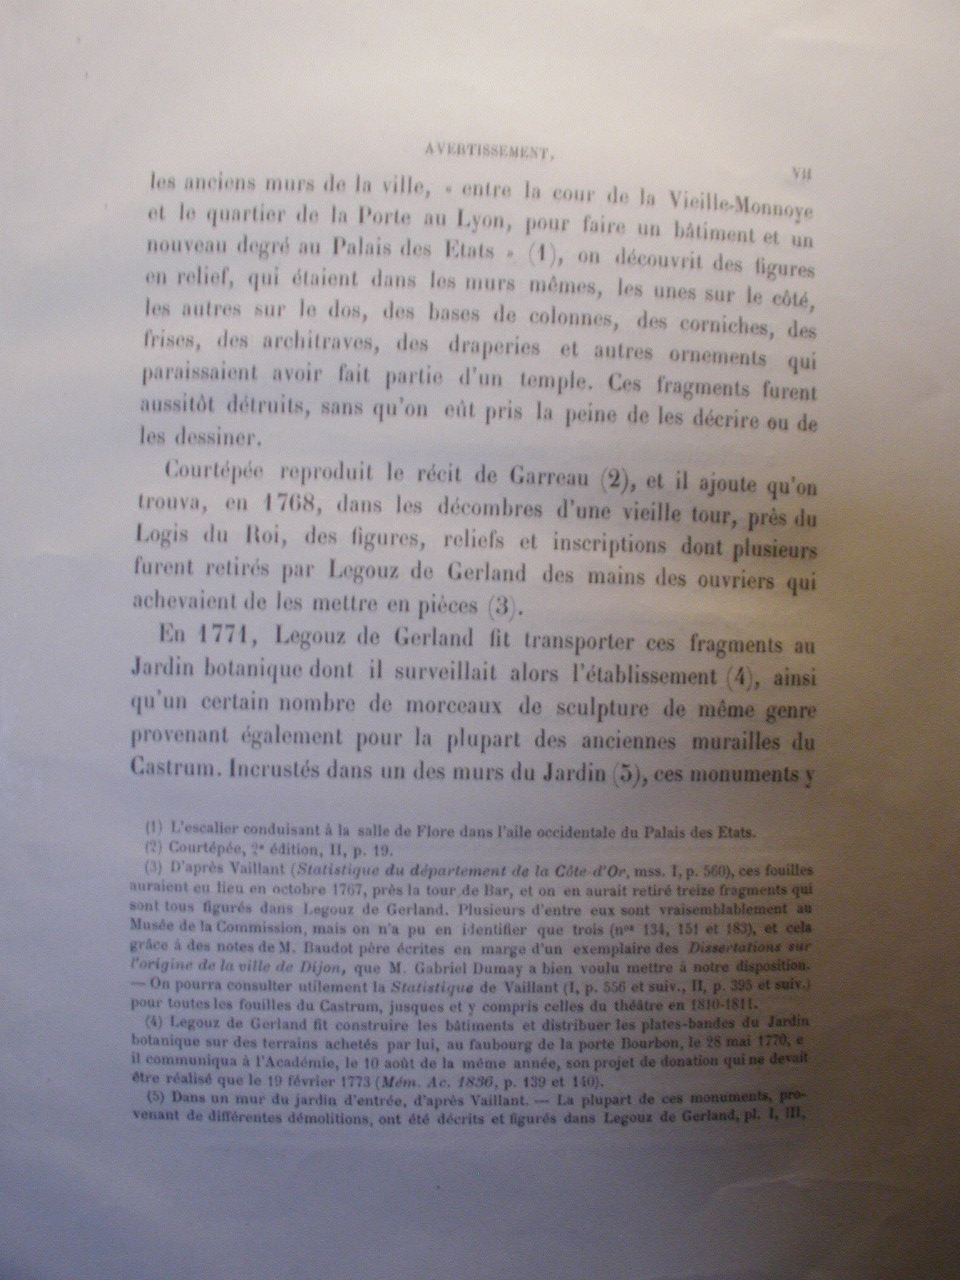 AVERTISSEMENT.
VII
les anciens murs de la ville, « entre la cour de la Vieille-Monnoye
et le quartier de la Porte au Lyon, pour faire un bâtiment et un
nouveau degré au Palais des Etats » (1), on découvrit des figures
en relief, qui étaient dans les murs mêmes, les unes sur le côté,
les autres sur le dos, des bases de colonnes, des corniches, des
frises, des architraves, des draperies et autres ornements qui
paraissaient avoir fait partie d'un temple. Ces fragments furent
aussitôt détruits, sans qu'on eût pris la peine de les décrire ou de
les dessiner.
Courtépée reproduit le récit de Garreau (2), et il ajoute qu'on
trouva, en 1768, dans les décombres d'une vieille tour, près du
Logis du Roi, des figures, reliefs et inscriptions dont plusieurs
furent retirés par Legouz de Gerland des mains des ouvriers qui
achevaient de les mettre en pièces (3).
En 1771, Legouz de Gerland fit transporter ces fragments au
Jardin botanique dont il surveillait alors l'établissement (4), ainsi
qu'un certain nombre de morceaux de sculpture de même genre
provenant également pour la plupart des anciennes murailles du
Castrum. Incrustés dans un des murs du Jardin (5), ces monuments y
(1) L'escalier conduisant à la salle de Flore dans l'aile occidentale du Palais des Etats.
(2) Courtépée, 2e édition, II, p. 19.
(3) D'après Vaillant (Statistique du département de la Côte-d'Or, mss. I, p. 560), ces fouilles
auraient eu lieu en octobre 1767, près la tour de Bar, et on en aurait retiré treize fragments qui
sont tous figurés dans Legouz de Gerland. Plusieurs d'entre eux sont vraisemblablement au
Musée de la Commission, mais on n'a pu en identifier que trois (nos 134, 151 et 183), et cela
grâce à des notes de M. Baudot père écrites en marge d'un exemplaire des Dissertations sur
l'origine de la ville de Dijon, que M. Gabriel Dumay a bien voulu mettre à notre disposition.
— On pourra consulter utilement la Statistique de Vaillant (I, p. 556 et suiv., II, p. 395 et suiv.)
pour toutes les fouilles du Castrum, jusques et y compris celles du théâtre en 1810-1811.
(4) Legouz de Gerland fit construire les bâtiments et distribuer les plates-bandes du Jardin
botanique sur des terrains achetés par lui, au faubourg de la porte Bourbon, le 28 mai 1770, e
il communiqua à l'Académie, le 10 août de la même année, son projet de donation qui ne devait
être réalisé que le 19 février 1773 (Mém. Ac. 1836, p. 139 et 140).
(5) Dans un mur du jardin d'entrée, d'après Vaillant. — La plupart de ces monuments, pro-
venant de différentes démolitions, ont été décrits et figurés dans Legouz de Gerland, pl. I, III,